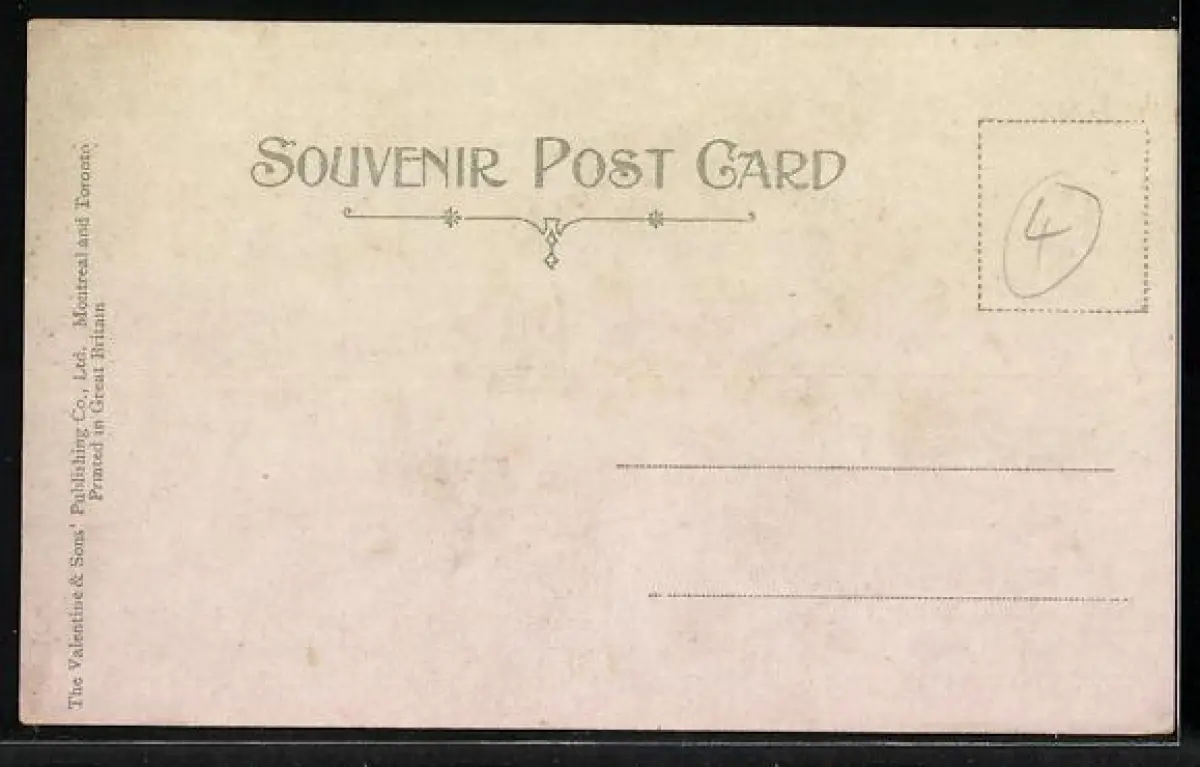 SOUVENIR POST CARD
4
The Valentine & Sons' Publishing Co., Ltd. Montreal and Toronto
Printed in Great Britain